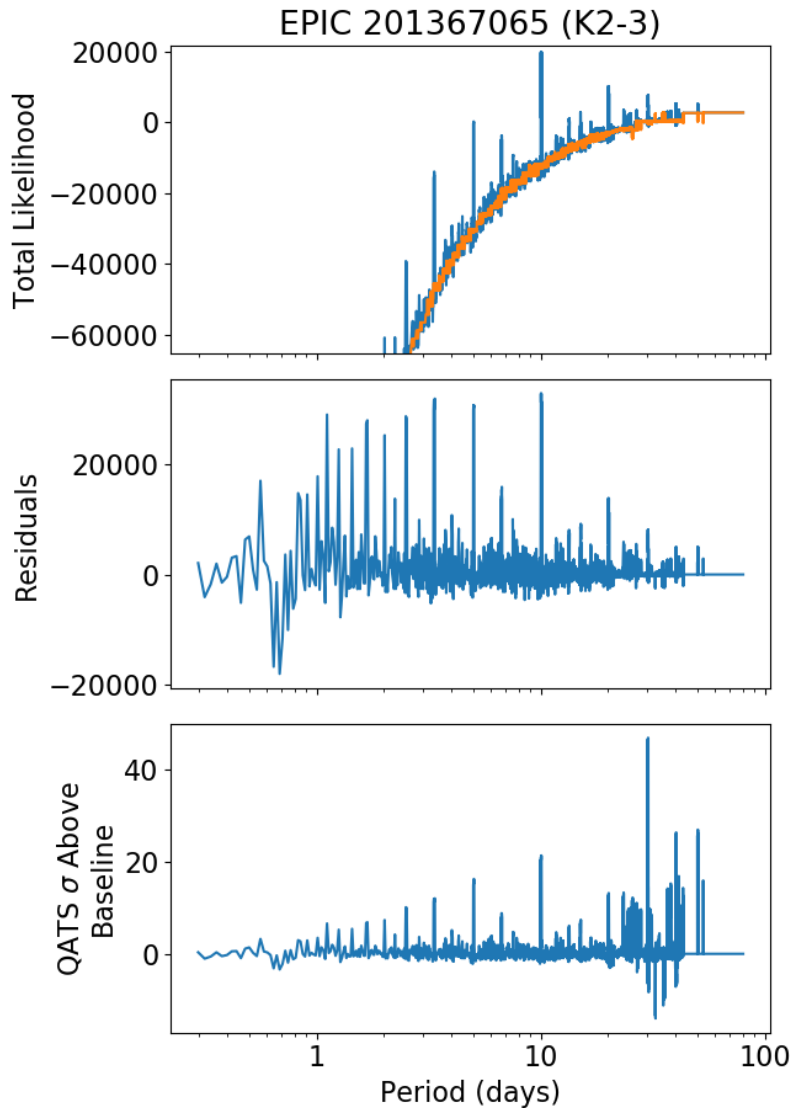 EPIC 201367065 (K2-3)
Total Likelihood
20000
0
−20000
−40000
−60000
Residuals
20000
0
−20000
QATS σ Above
Baseline
40
20
0
1
10
100
Period (days)